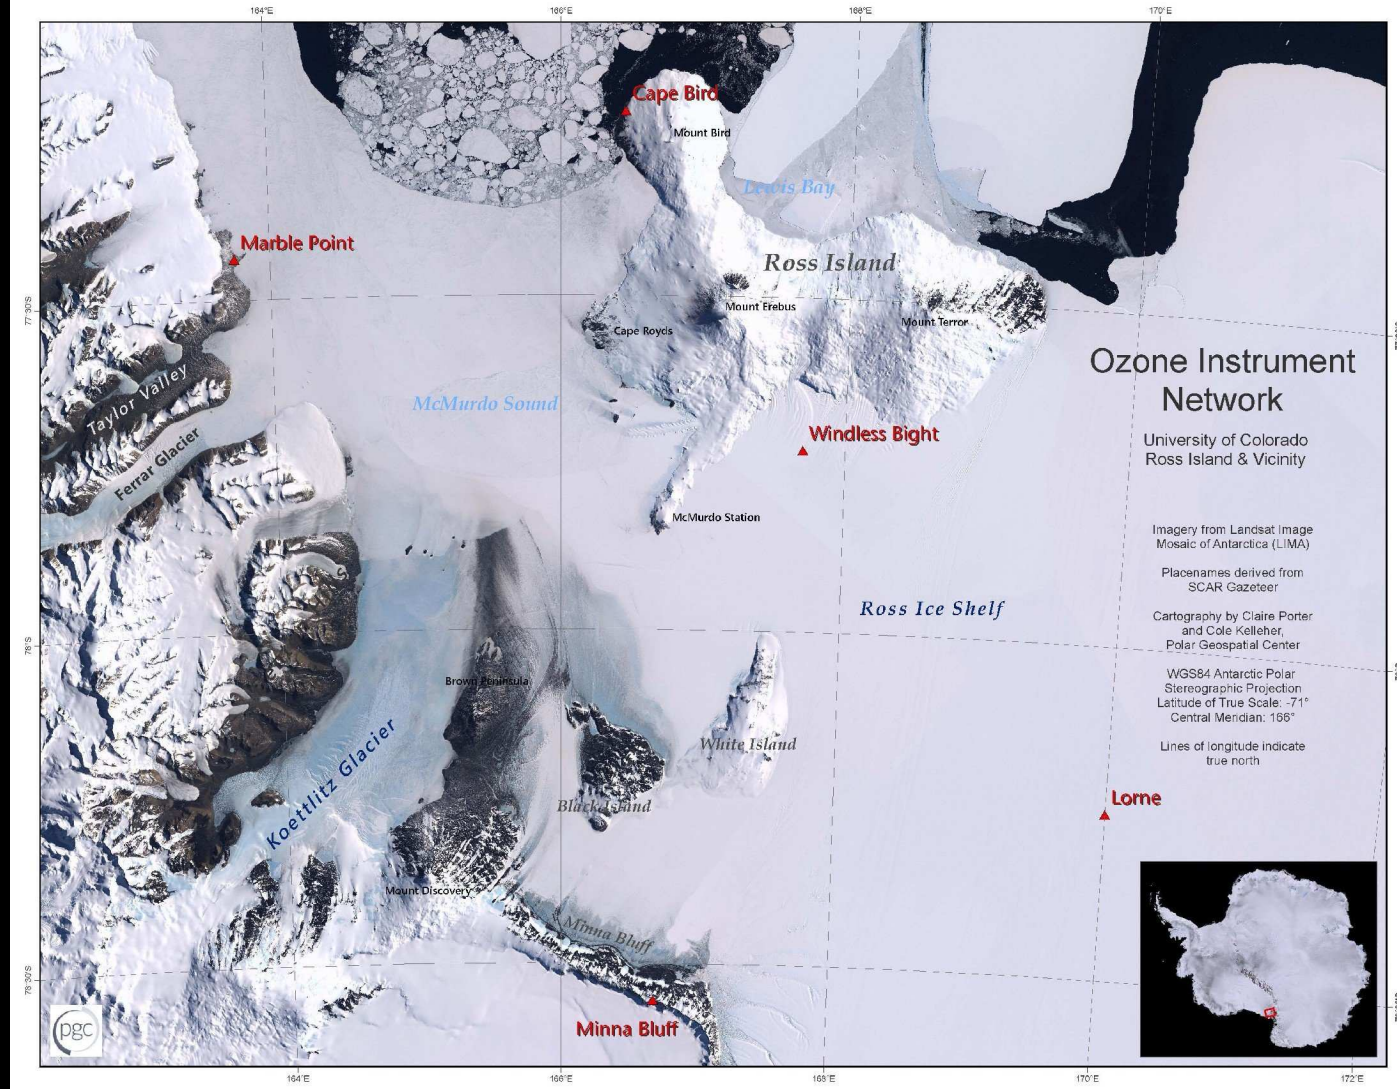 164°E
166°E
168°E
170°E
Cape Bird
Mount Bird
Lewis Bay
Marble Point
Ross Island
77°30'S
Mount Erebus
Cape Royds
Mount Terror
Ozone Instrument
Network
University of Colorado
Ross Island & Vicinity
Taylor Valley
McMurdo Sound
Windless Bight
Ferrar Glacier
McMurdo Station
Imagery from Landsat Image
Mosaic of Antarctica (LIMA)
Placenames derived from
SCAR Gazeteer
Cartography by Claire Porter
and Cole Kelleher,
Polar Geospatial Center
WGS84 Antarctic Polar
Stereographic Projection
Latitude of True Scale: -71°
Central Meridian: 166°
Lines of longitude indicate
true north
Ross Ice Shelf
78°S
Brown Peninsula
White Island
Koettlitz Glacier
Black Island
Lorne
Mount Discovery
Minna Bluff
78°30'S
Minna Bluff
pgc
164°E
166°E
168°E
170°E
172°E